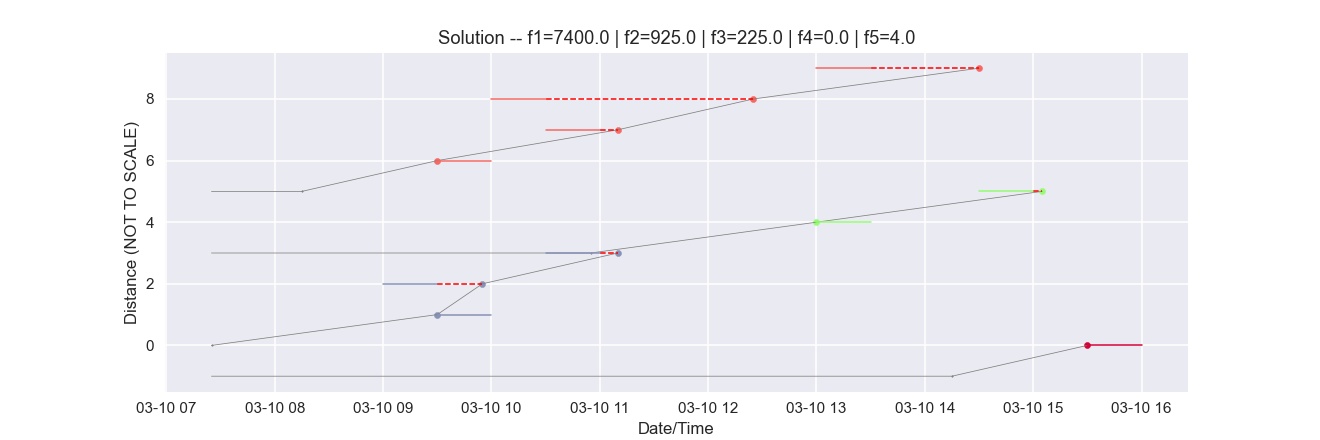 Solution -- f1=7400.0 | f2=925.0 | f3=225.0 | f4=0.0 | f5=4.0
Distance (NOT TO SCALE)
8
6
4
2
0
03-10 07 03-10 08 03-10 09 03-10 10 03-10 11 03-10 12 03-10 13 03-10 14 03-10 15 03-10 16
Date/Time